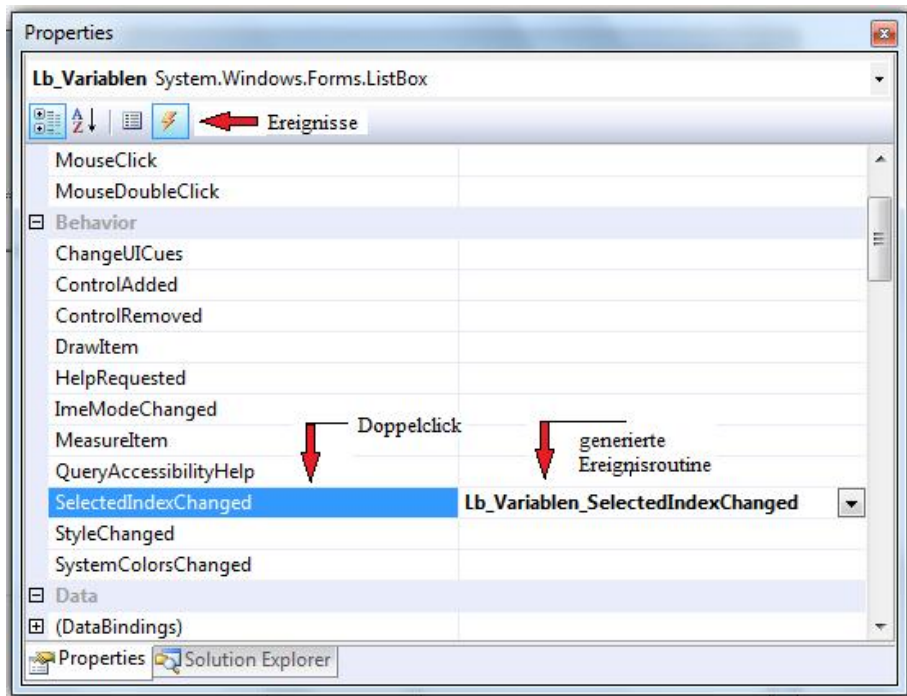 Properties
Lb_Variablen System.Windows.Forms.ListBox
A Z Ereignisse
MouseClick
MouseDoubleClick
Behavior
ChangeUICues
ControlAdded
ControlRemoved
DrawItem
HelpRequested
ImeModeChanged
Doppelclick
MeasureItem
generierte
Ereignisroutine
QueryAccessibilityHelp
SelectedIndexChanged Lb_Variablen_SelectedIndexChanged
StyleChanged
SystemColorsChanged
Data
(DataBindings)
Properties Solution Explorer